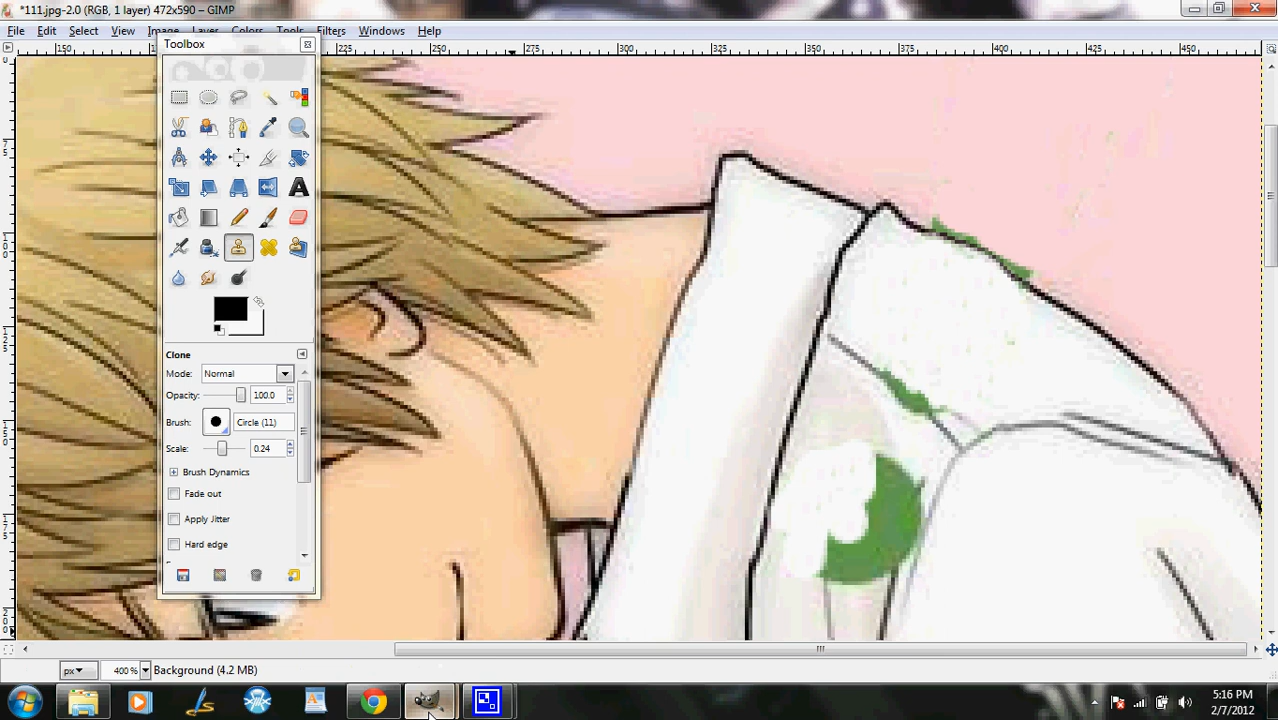 *111.jpg-2.0 (RGB, 1 layer) 472x590 – GIMP
File Edit Select View Image Layer Colors Tools Filters Windows Help
150 225 250 275 300 325 350 375 400 425 450
Toolbox
Clone
Mode: Normal
Opacity: 100.0
Brush: Circle (11)
Scale: 0.24
Brush Dynamics
Fade out
Apply Jitter
Hard edge
px 400 % Background (4.2 MB)
5:16 PM
2/7/2012